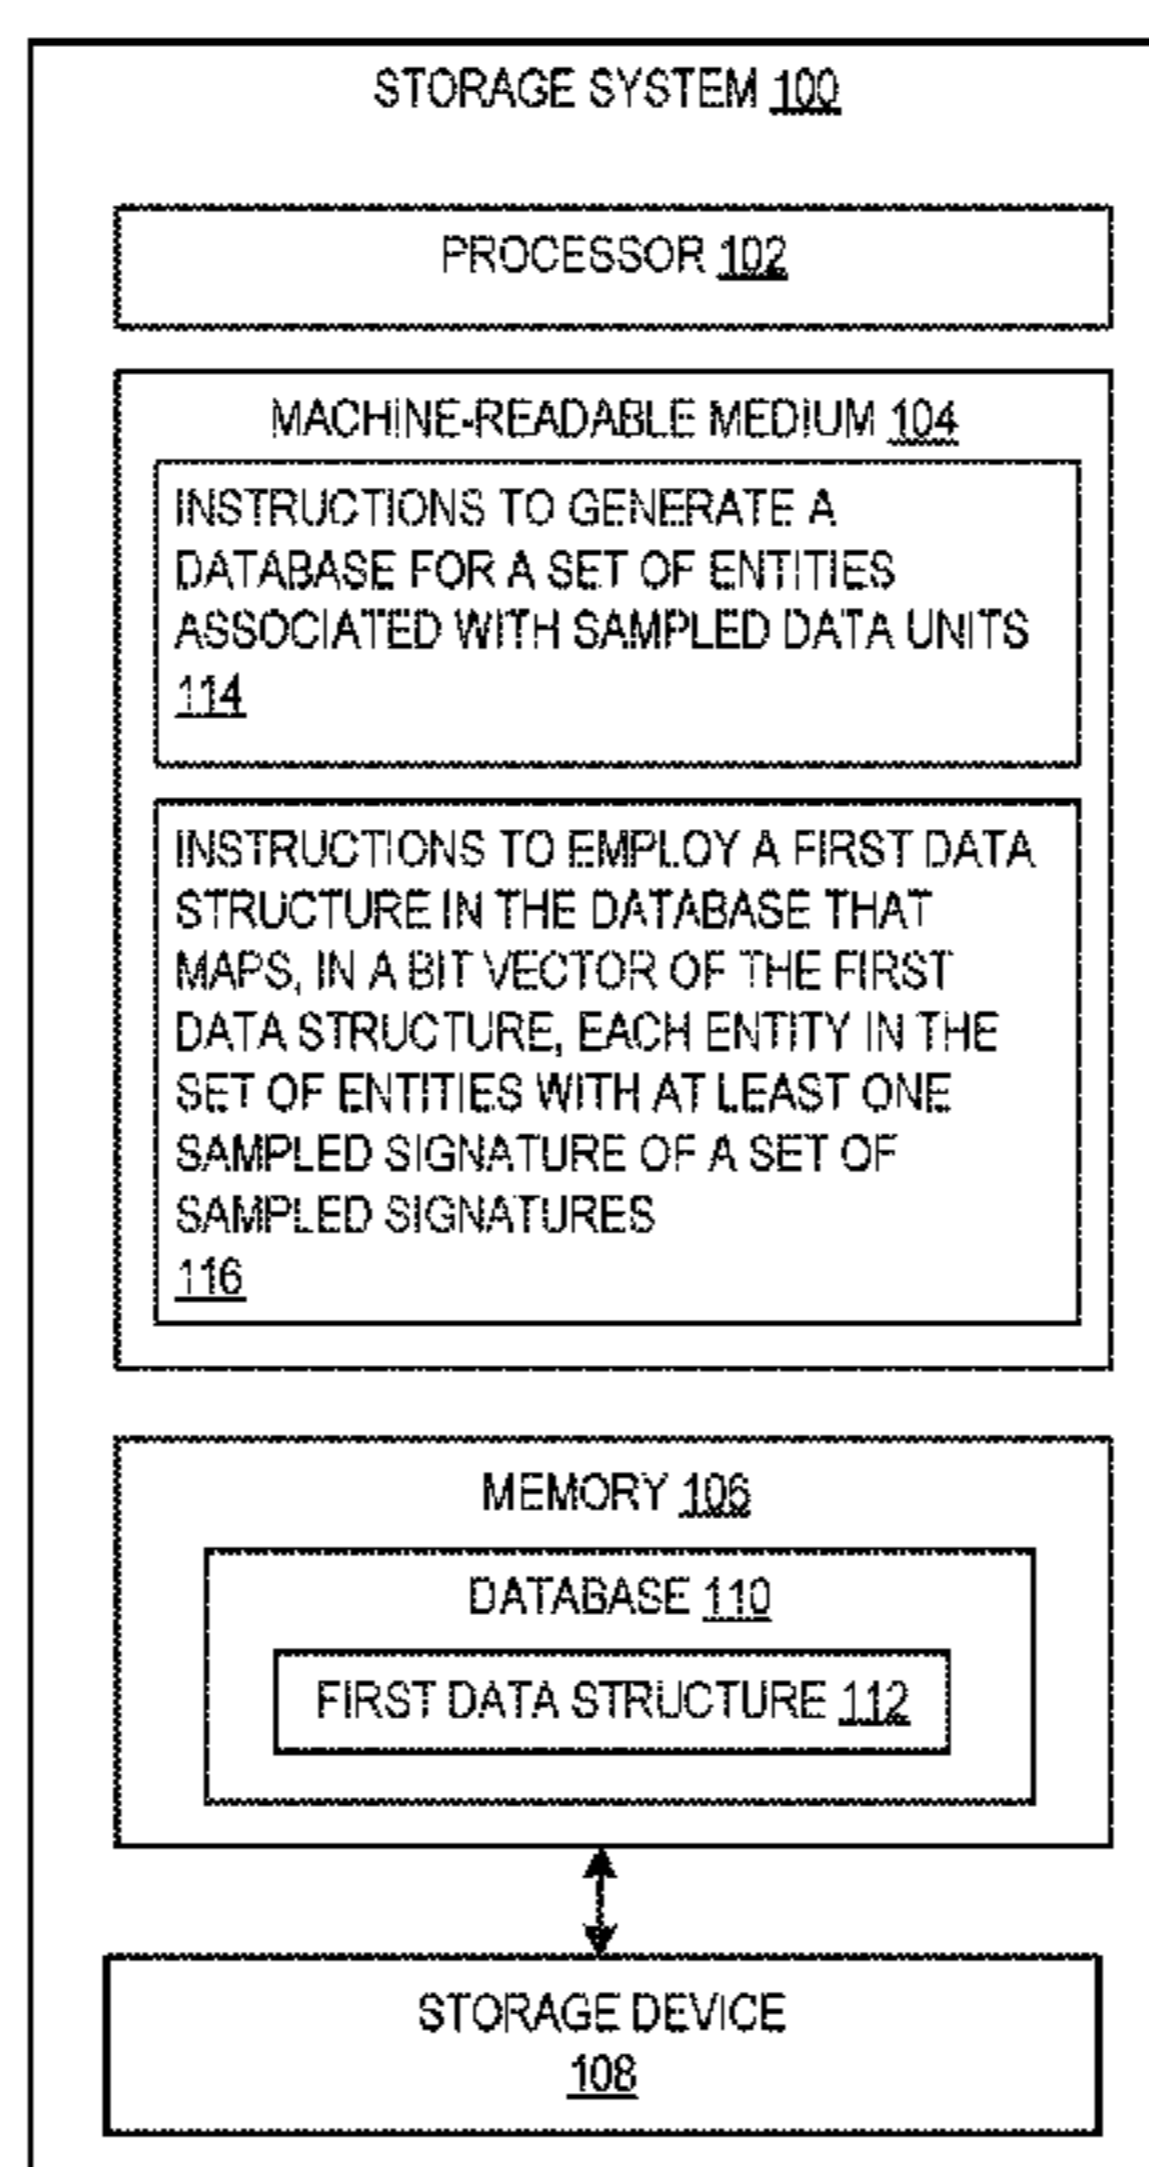 STORAGE SYSTEM 100
PROCESSOR 102
MACHINE-READABLE MEDIUM 104
INSTRUCTIONS TO GENERATE A
DATABASE FOR A SET OF ENTITIES
ASSOCIATED WITH SAMPLED DATA UNITS
114
INSTRUCTIONS TO EMPLOY A FIRST DATA
STRUCTURE IN THE DATABASE THAT
MAPS, IN A BIT VECTOR OF THE FIRST
DATA STRUCTURE, EACH ENTITY IN THE
SET OF ENTITIES WITH AT LEAST ONE
SAMPLED SIGNATURE OF A SET OF
SAMPLED SIGNATURES
116
MEMORY 106
DATABASE 110
FIRST DATA STRUCTURE 112
STORAGE DEVICE
108